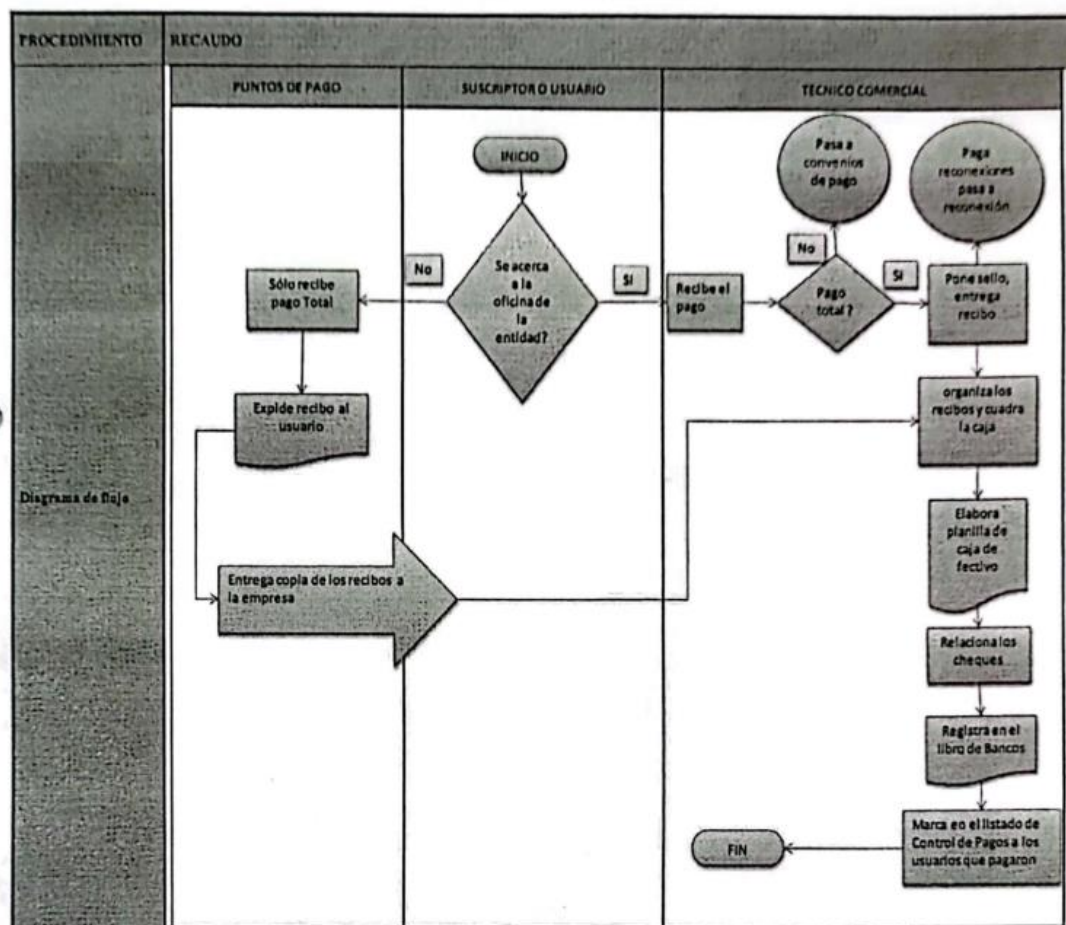 PROCEDIMIENTO
RECAUDO
PUNTOS DE PAGO
SUSCRIPTOR O USUARIO
TECNICO COMERCIAL
Diagrama de flujo
INICIO
Se acerca
a la
oficina de
la
entidad?
No
SI
Sólo recibe
pago Total
Expide recibo al
usuario
Entrega copia de los recibos a
la empresa
Recibe el
pago
Pago
total?
No
SI
Pasa a
convenios
de pago
Paga
reconexiones
pasa a
reconexión
Pone sello,
entrega
recibo
organiza los
recibos y cuadra
la caja
Elabora
planilla de
caja de
fectivo
Relaciona los
cheques
Registra en el
libro de Bancos
Marca en el listado de
Control de Pagos a los
usuarios que pagaron
FIN